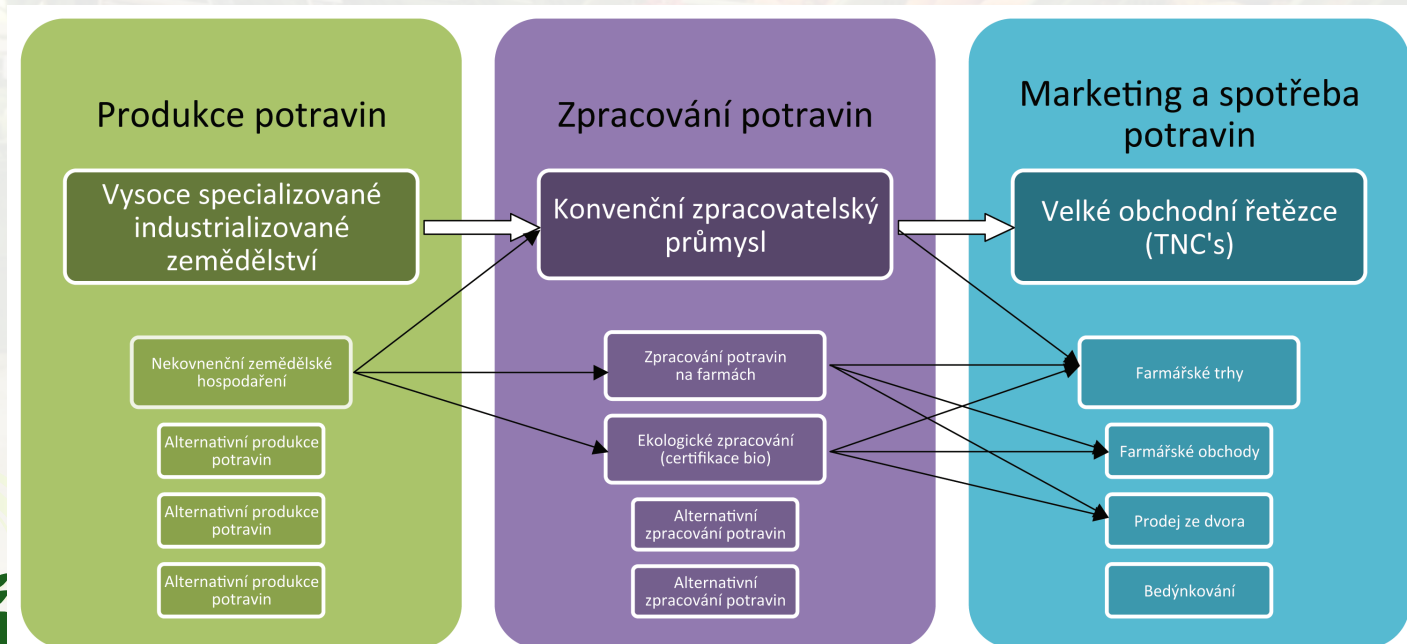 Produkce potravin
Vysoce specializované
industrializované
zemědělství
Nekovnenční zemědělské
hospodaření
Alternativní produkce
potravin
Alternativní produkce
potravin
Alternativní produkce
potravin
Zpracování potravin
Konvenční zpracovatelský
průmysl
Zpracování potravin
na farmách
Ekologické zpracování
(certifikace bio)
Alternativní
zpracování potravin
Alternativní
zpracování potravin
Marketing a spotřeba
potravin
Velké obchodní řetězce
(TNC's)
Farmářské trhy
Farmářské obchody
Prodej ze dvora
Bedýnkování